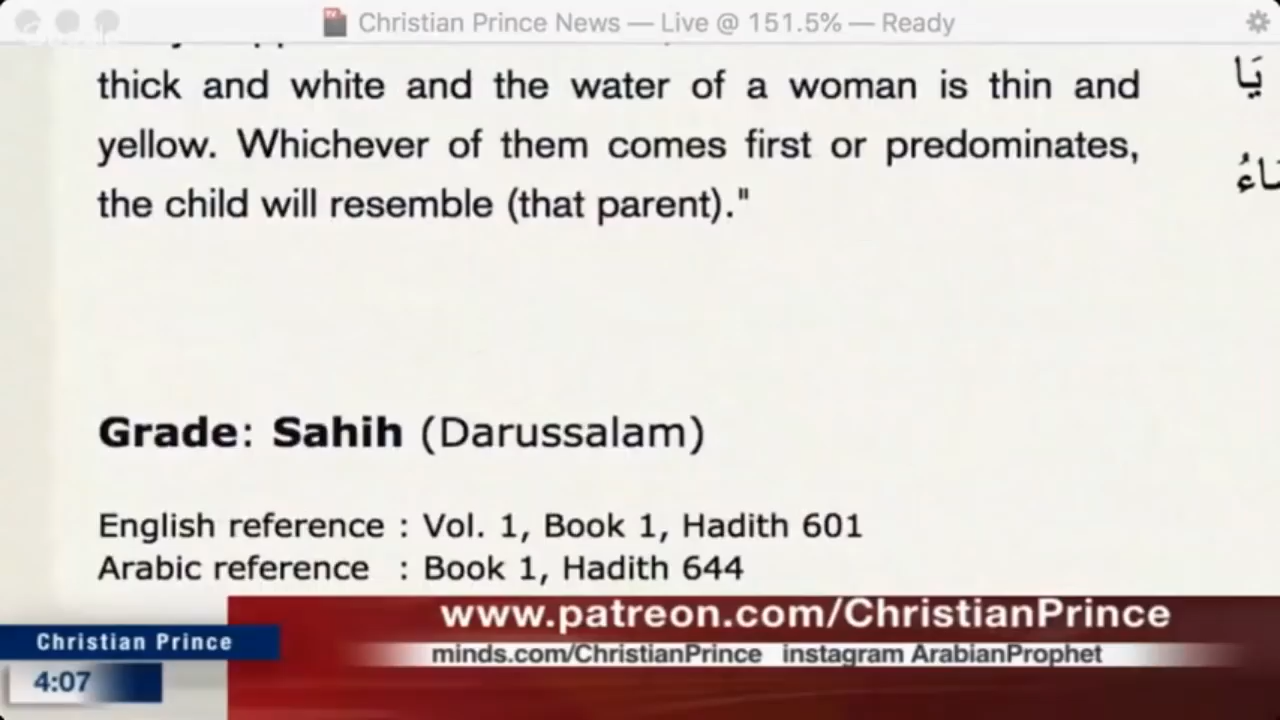 Christian Prince News — Live @ 151.5% — Ready
thick and white and the water of a woman is thin and
yellow. Whichever of them comes first or predominates,
the child will resemble (that parent)."
يَا
Grade: Sahih (Darussalam)
English reference : Vol. 1, Book 1, Hadith 601
Arabic reference : Book 1, Hadith 644
www.patreon.com/ChristianPrince
Christian Prince
minds.com/ChristianPrince instagram ArabianProphet
4:07